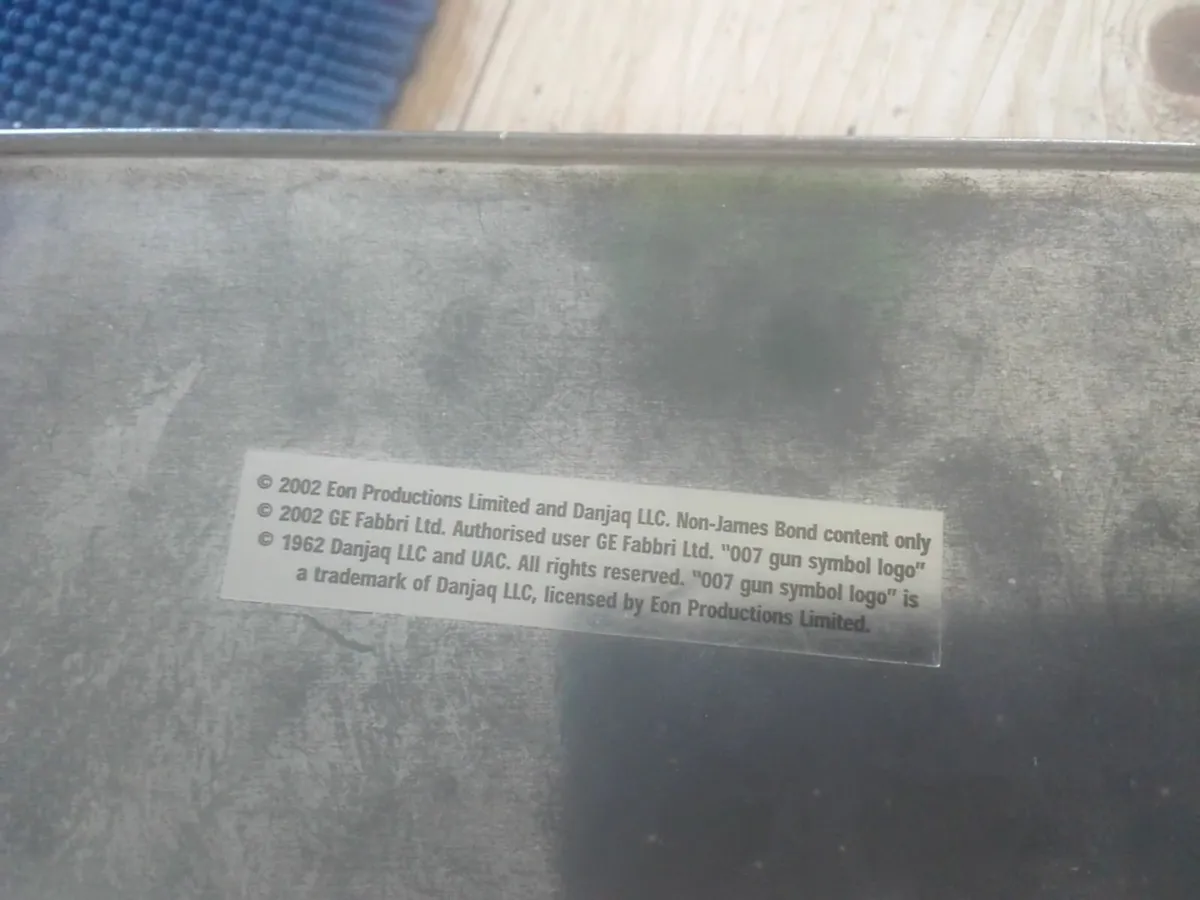 © 2002 Eon Productions Limited and Danjaq LLC. Non-James Bond content only
© 2002 GE Fabbri Ltd. Authorised user GE Fabbri Ltd. "007 gun symbol logo"
© 1962 Danjaq LLC and UAC. All rights reserved. "007 gun symbol logo" is
a trademark of Danjaq LLC, licensed by Eon Productions Limited.